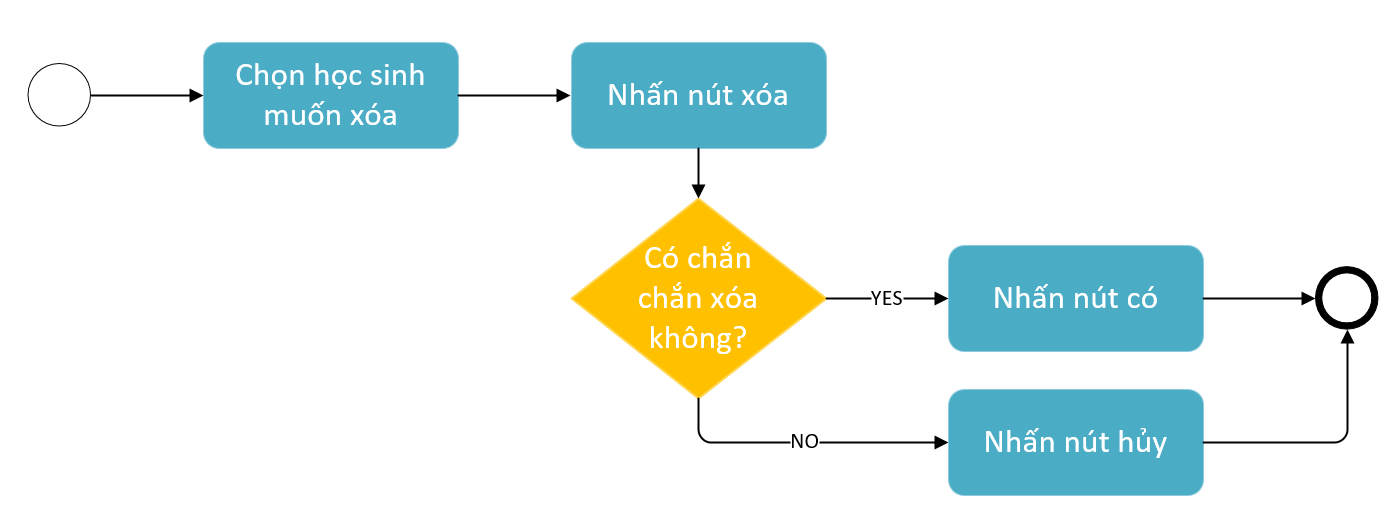 Chọn học sinh
muốn xóa
Nhấn nút xóa
Có chắn
chắn xóa
không?
YES
Nhấn nút có
NO
Nhấn nút hủy